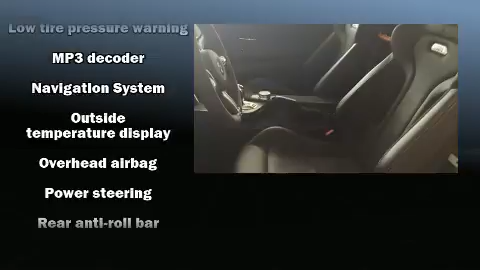 Low tire pressure warning
MP3 decoder
Navigation System
Outside
temperature display
Overhead airbag
Power steering
Rear anti-roll bar